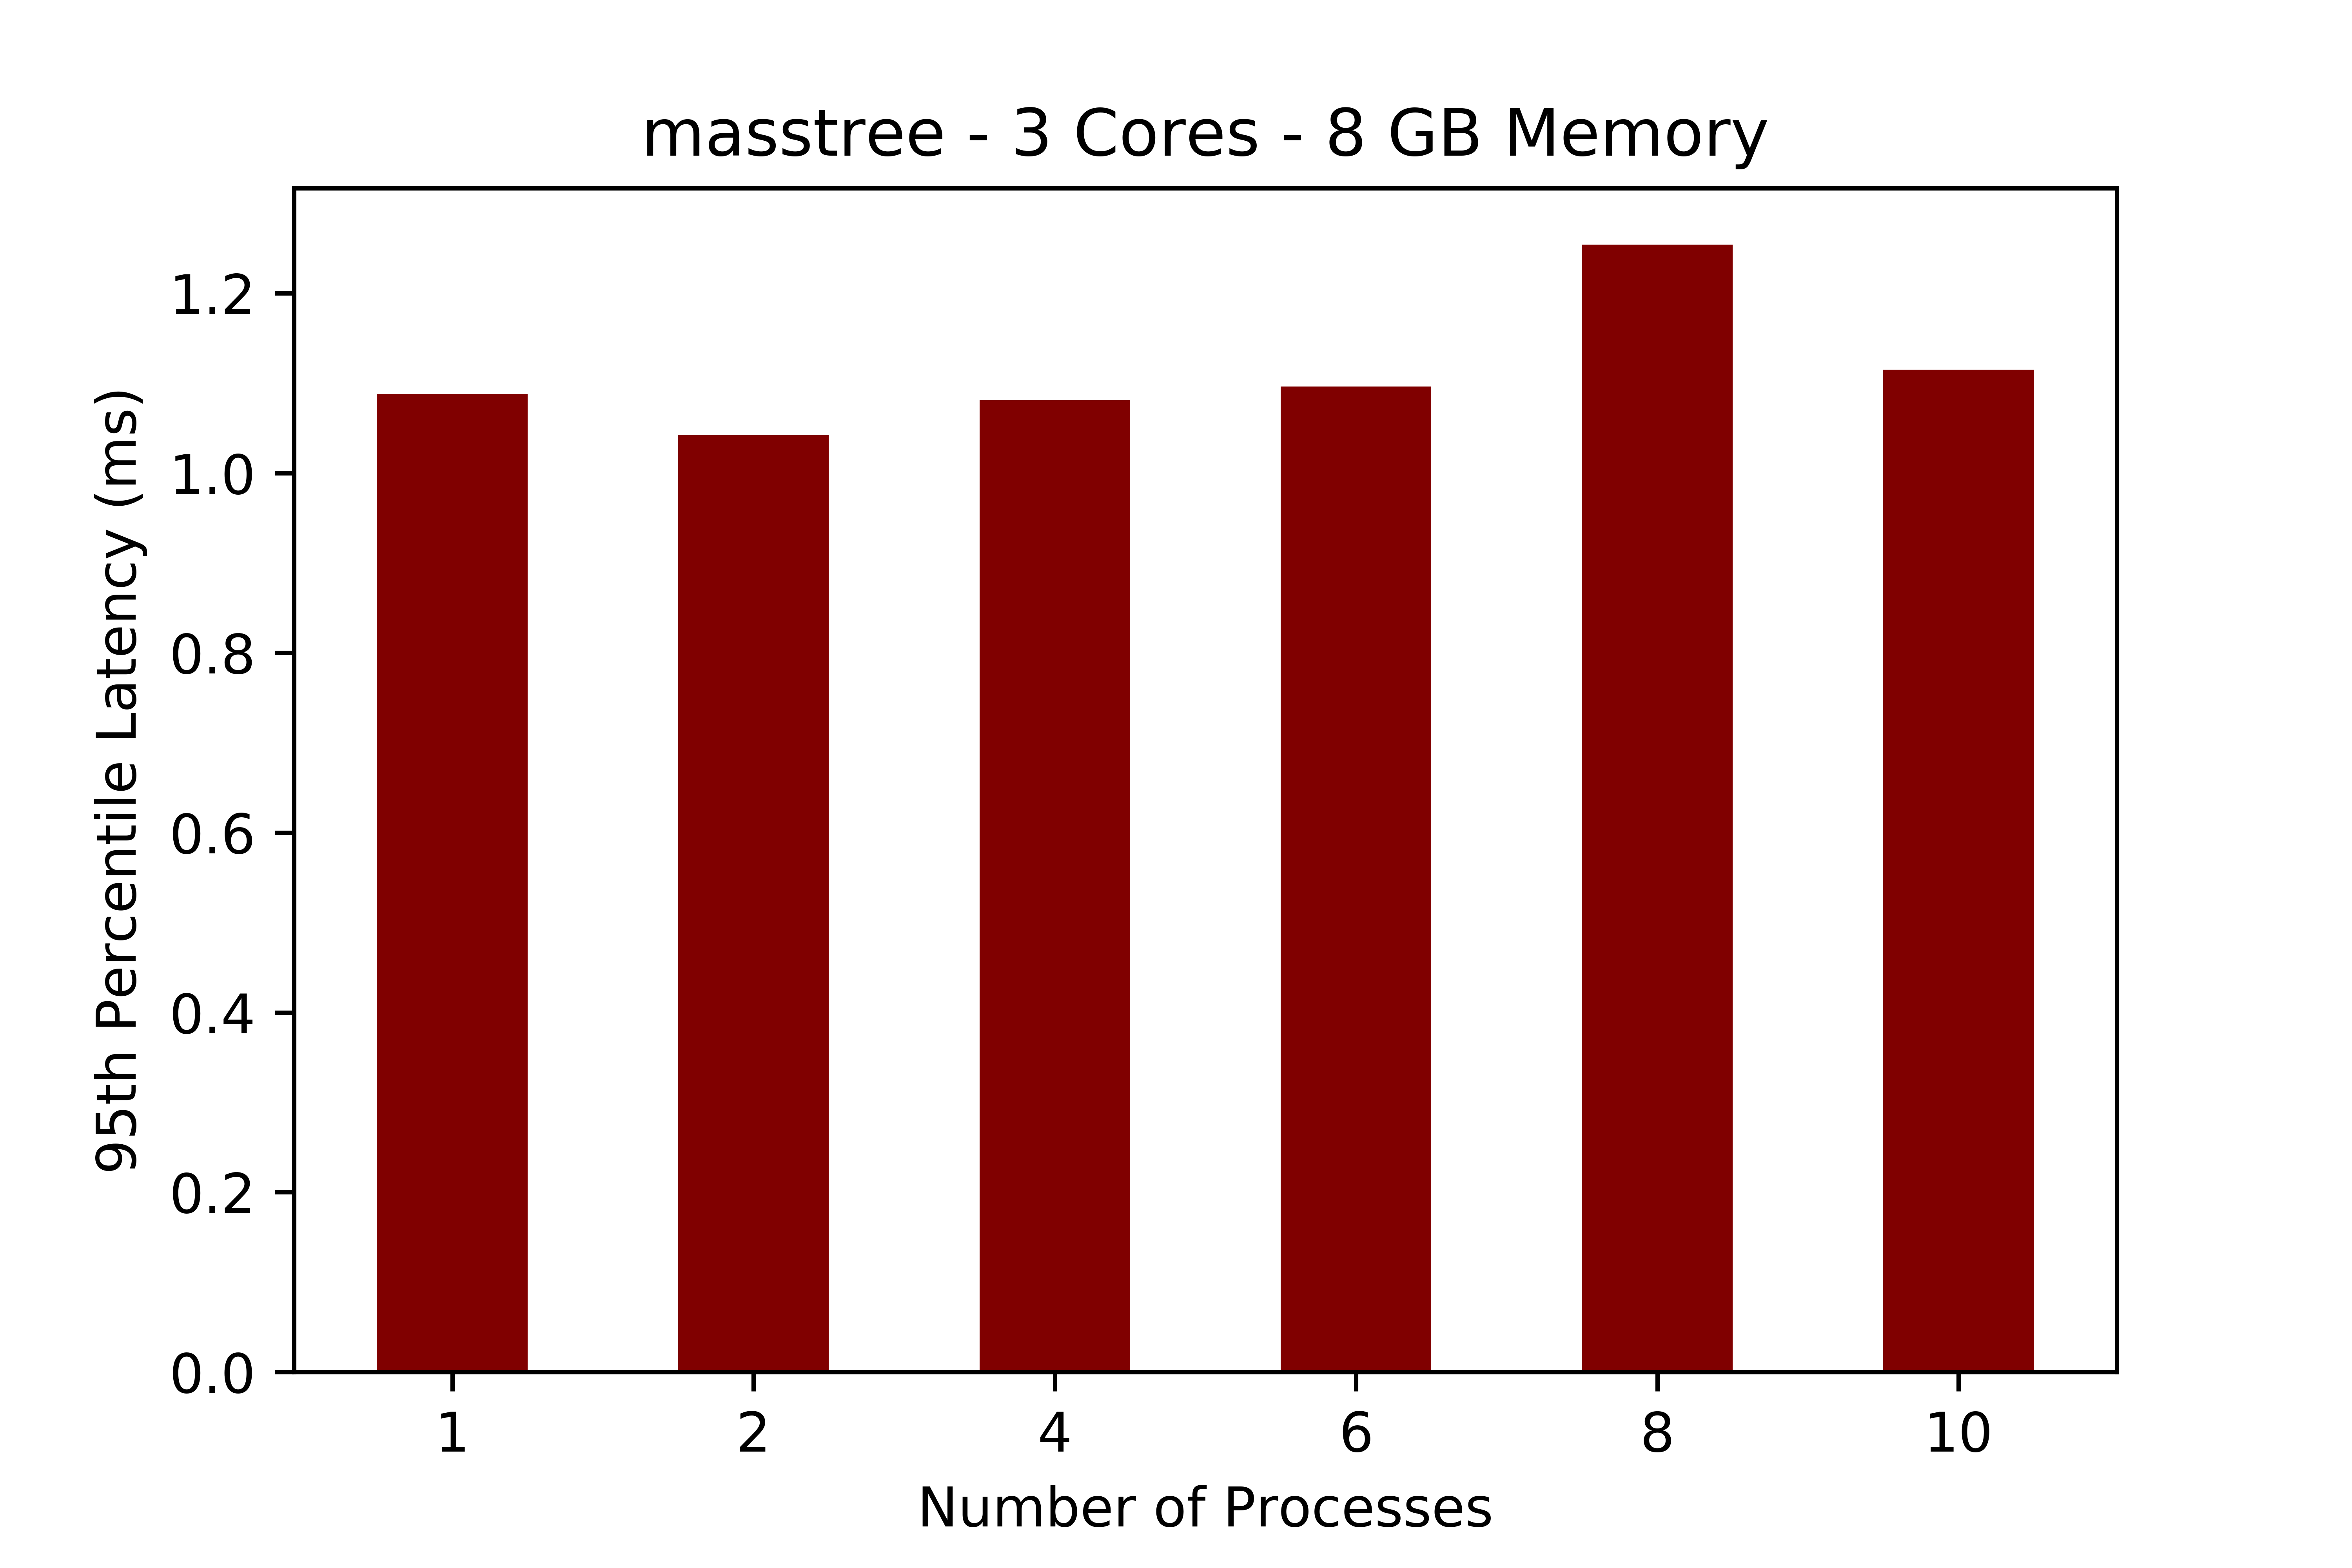 masstree - 3 Cores - 8 GB Memory
95th Percentile Latency (ms)
1.2
1.0
0.8
0.6
0.4
0.2
0.0
1 2 4 6 8 10
Number of Processes